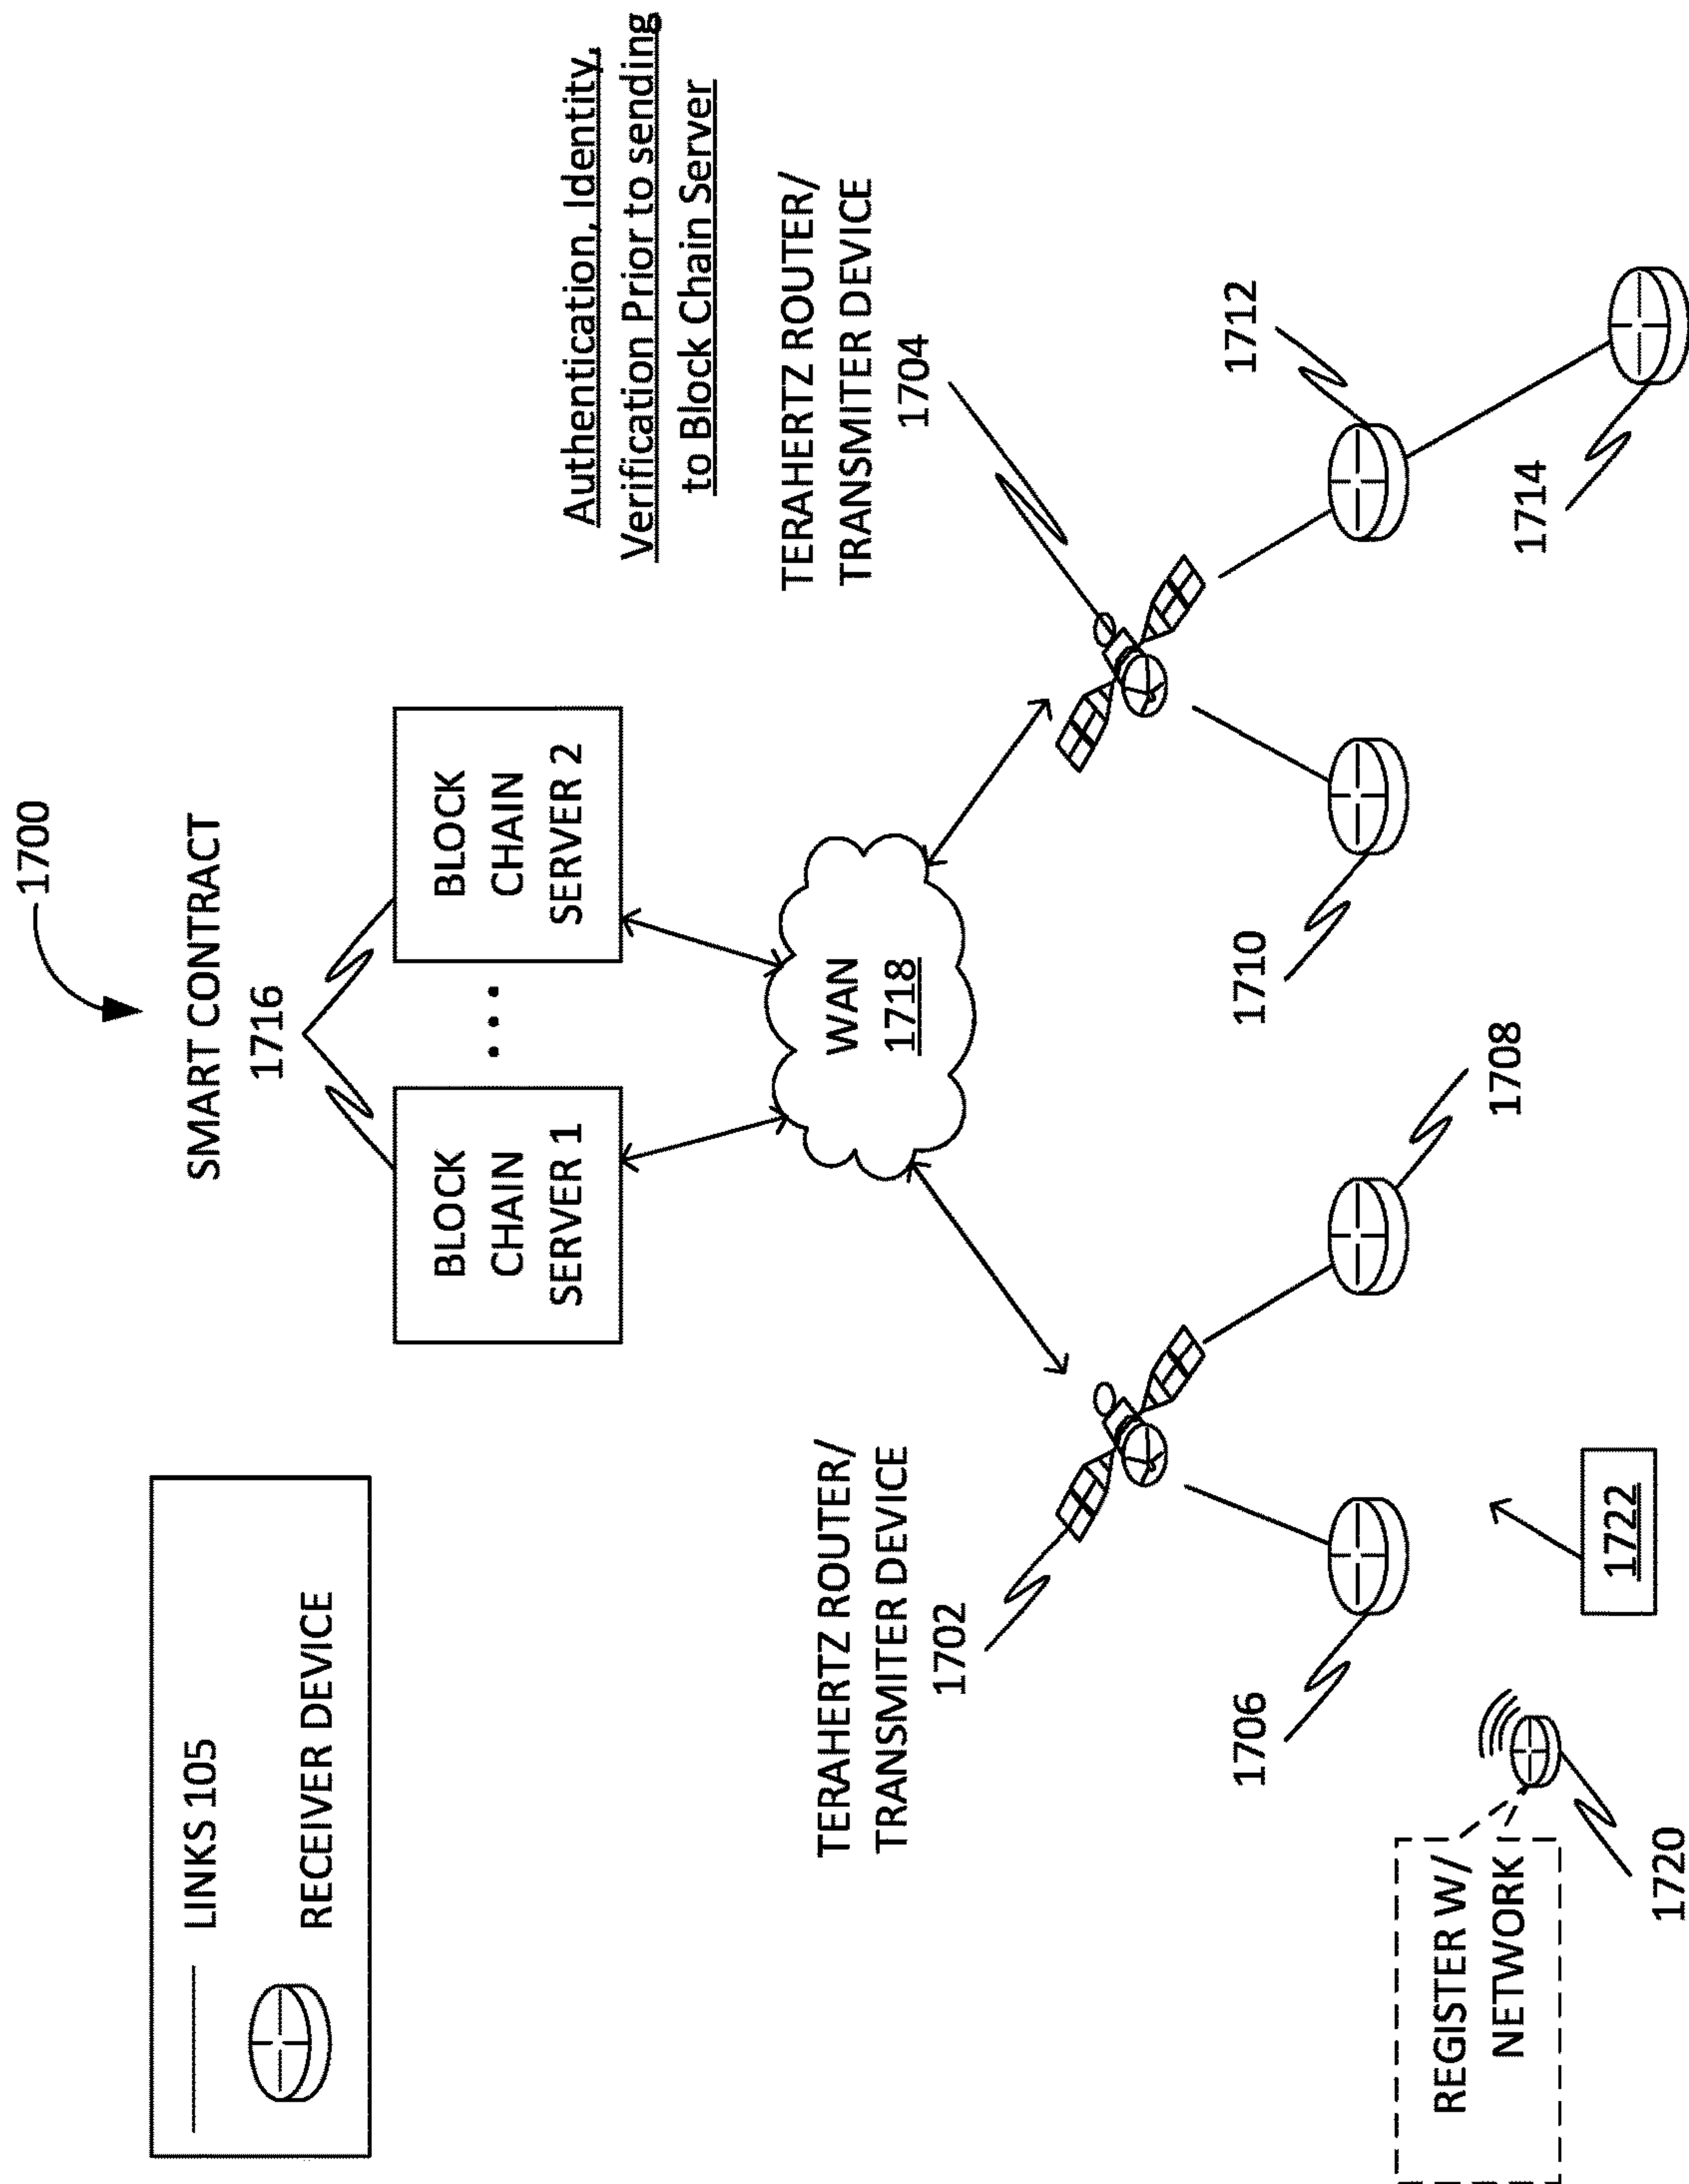 1700
LINKS 105
RECEIVER DEVICE
SMART CONTRACT
1716
BLOCK
CHAIN
SERVER 1
...
BLOCK
CHAIN
SERVER 2
Authentication, Identity,
Verification Prior to sending
to Block Chain Server
WAN
1718
TERAHERTZ ROUTER/
TRANSMITER DEVICE
1702
TERAHERTZ ROUTER/
TRANSMITER DEVICE
1704
1706
1708
1710
1712
1714
REGISTER W/
NETWORK
1720
1722